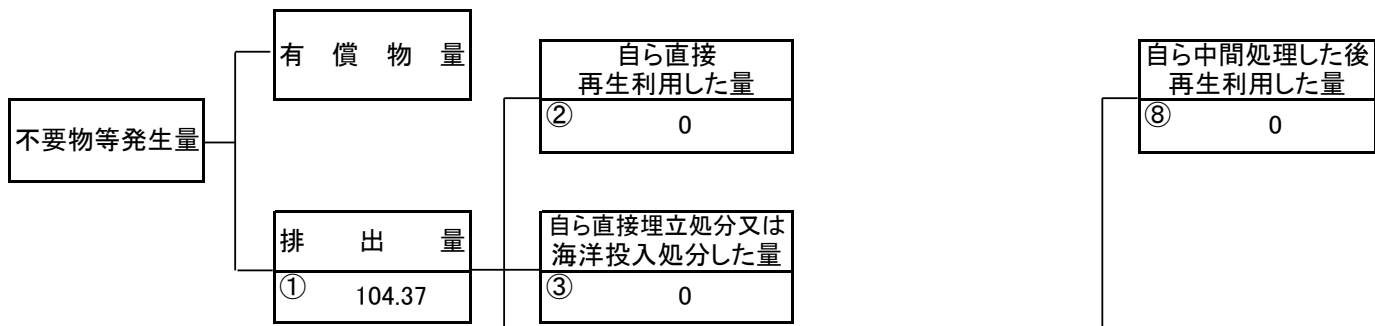 有償物量
自ら直接
再生利用した量
② 0
自ら中間処理した後
再生利用した量
⑧ 0
不要物等発生量
排出量
① 104.37
自ら直接埋立処分又は
海洋投入処分した量
③ 0